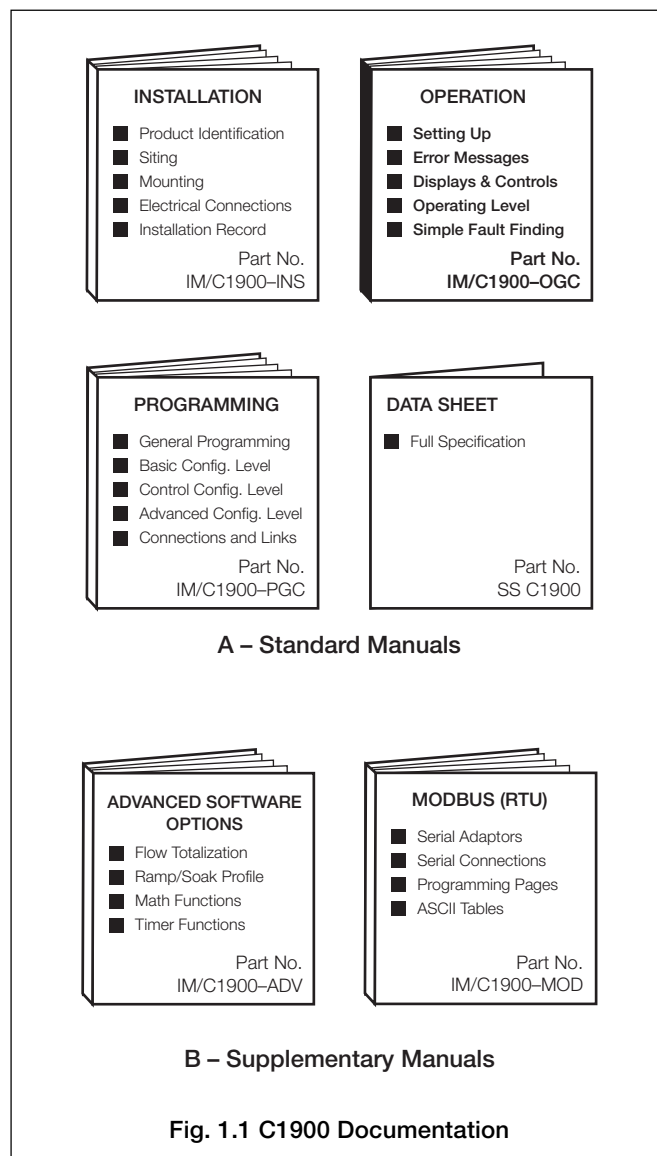 INSTALLATION
Product Identification
Siting
Mounting
Electrical Connections
Installation Record
Part No.
IM/C1900–INS
OPERATION
Setting Up
Error Messages
Displays & Controls
Operating Level
Simple Fault Finding
Part No.
IM/C1900–OGC
PROGRAMMING
General Programming
Basic Config. Level
Control Config. Level
Advanced Config. Level
Connections and Links
Part No.
IM/C1900–PGC
DATA SHEET
Full Specification
Part No.
SS C1900
A – Standard Manuals
ADVANCED SOFTWARE
OPTIONS
Flow Totalization
Ramp/Soak Profile
Math Functions
Timer Functions
Part No.
IM/C1900–ADV
MODBUS (RTU)
Serial Adaptors
Serial Connections
Programming Pages
ASCII Tables
Part No.
IM/C1900–MOD
B – Supplementary Manuals
Fig. 1.1 C1900 Documentation